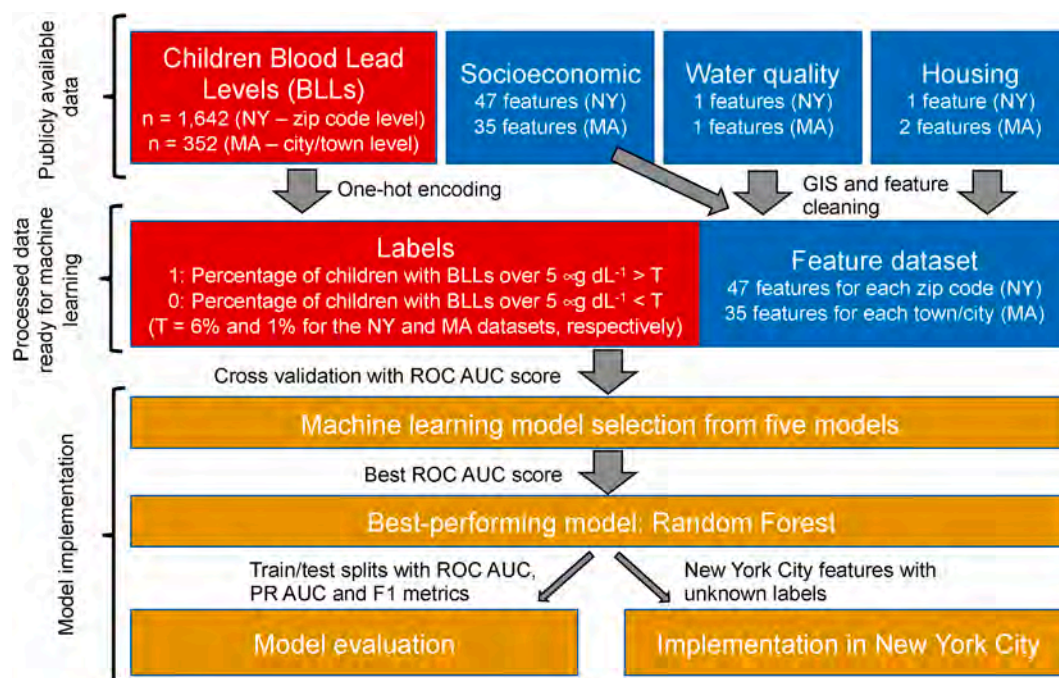 Publicly available
data
Children Blood Lead
Levels (BLLs)
n = 1,642 (NY – zip code level)
n = 352 (MA – city/town level)
Socioeconomic
47 features (NY)
35 features (MA)
Water quality
1 features (NY)
1 features (MA)
Housing
1 feature (NY)
2 features (MA)
One-hot encoding
GIS and feature
cleaning
Processed data
ready for machine
learning
Labels
1: Percentage of children with BLLs over 5 ∝g dL⁻¹ > T
0: Percentage of children with BLLs over 5 ∝g dL⁻¹ < T
(T = 6% and 1% for the NY and MA datasets, respectively)
Feature dataset
47 features for each zip code (NY)
35 features for each town/city (MA)
Cross validation with ROC AUC score
Model implementation
Machine learning model selection from five models
Best ROC AUC score
Best-performing model: Random Forest
Train/test splits with ROC AUC,
PR AUC and F1 metrics
New York City features with
unknown labels
Model evaluation
Implementation in New York City